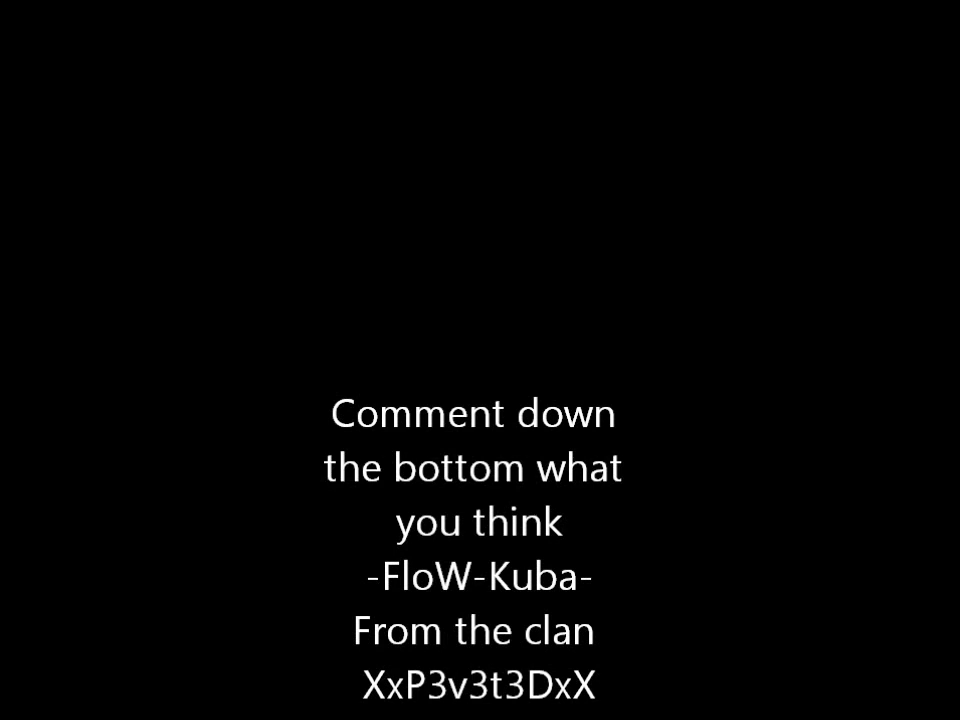 Comment down
the bottom what
you think
-FloW-Kuba-
From the clan
XxP3v3t3DxX